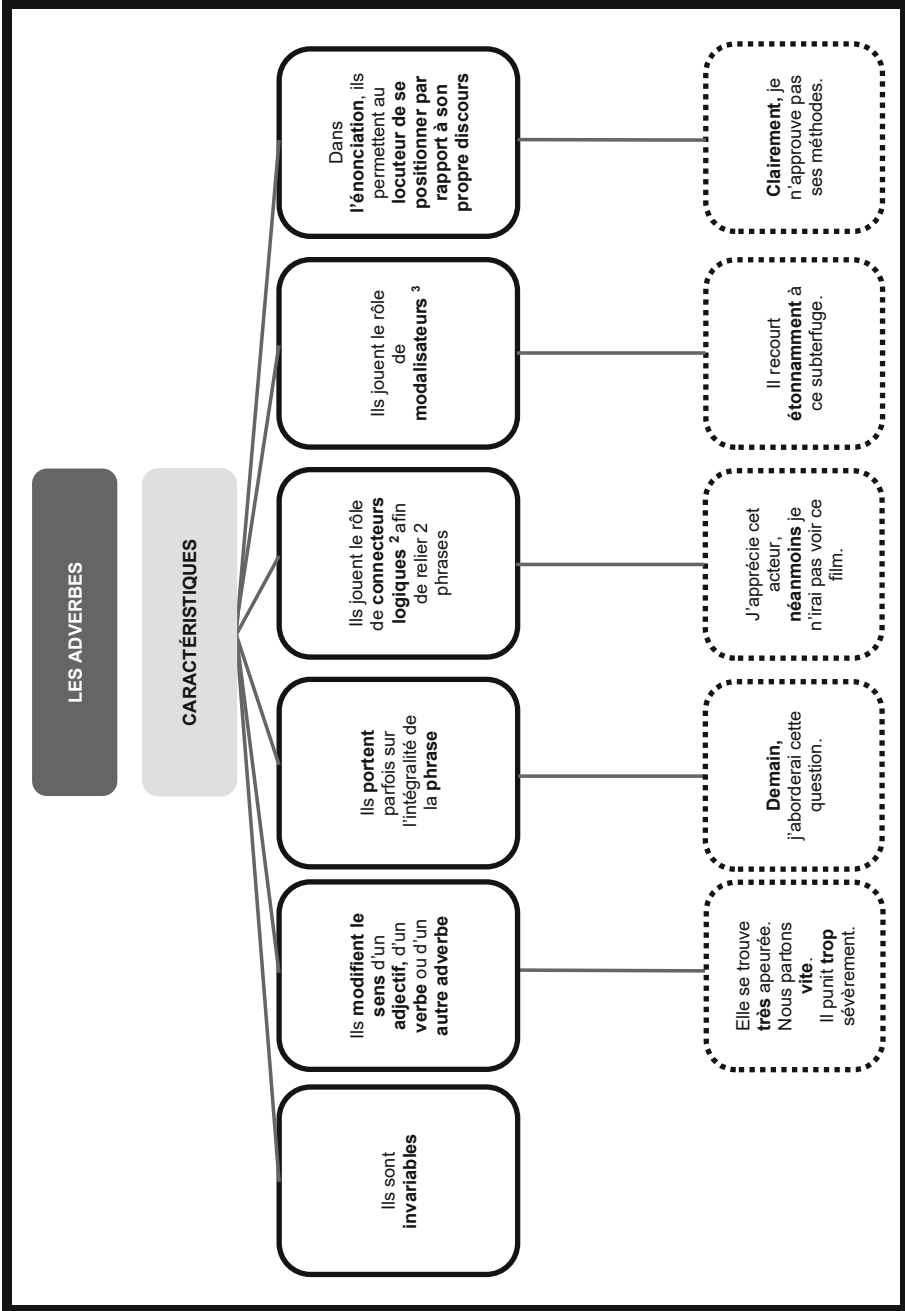 LES ADVERBES
CARACTÉRISTIQUES
Ils sont
invariables
Ils modifient le
sens d'un
adjectif, d'un
verbe ou d'un
autre adverbe
Ils portent
parfois sur
l'intégralité de
la phrase
Ils jouent le rôle
de connecteurs
logiques ² afin
de relier 2
phrases
Ils jouent le rôle
de
modalisateurs ³
Dans
l'énonciation, ils
permettent au
locuteur de se
positionner par
rapport à son
propre discours
Elle se trouve
très apeurée.
Nous partons
vite.
Il punit trop
sévèrement.
Demain,
j'aborderai cette
question.
J'apprécie cet
acteur,
néanmoins je
n'irai pas voir ce
film.
Il recourt
étonnamment à
ce subterfuge.
Clairement, je
n'approuve pas
ses méthodes.